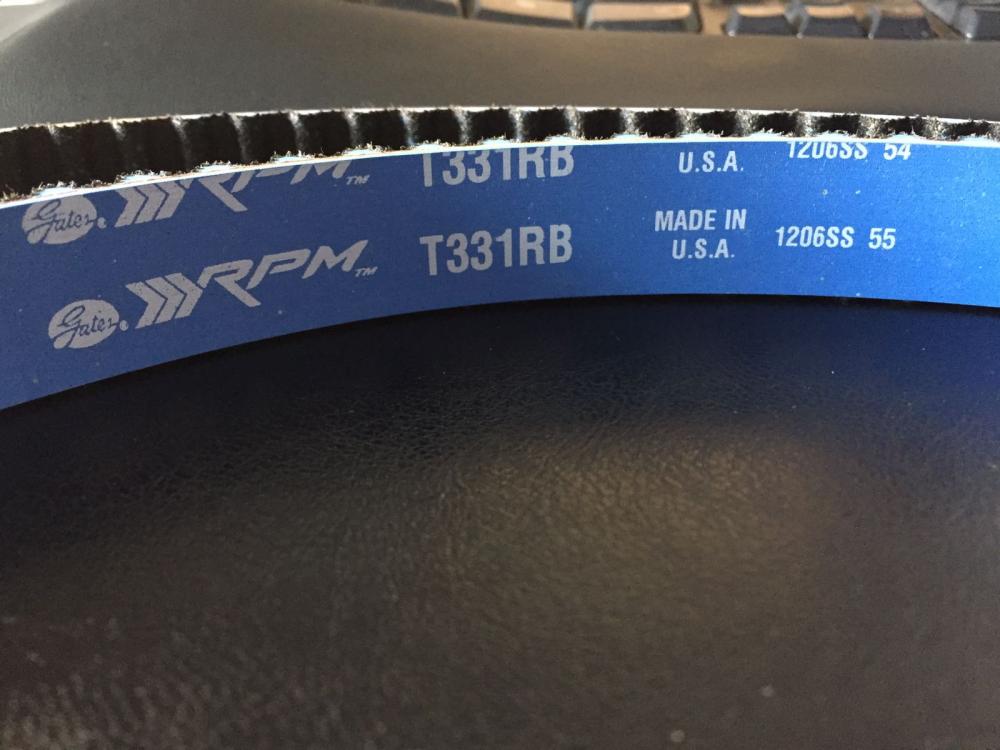 Gates® RPM™ T331RB U.S.A. 1206SS 54
Gates® RPM™ T331RB MADE IN U.S.A. 1206SS 55